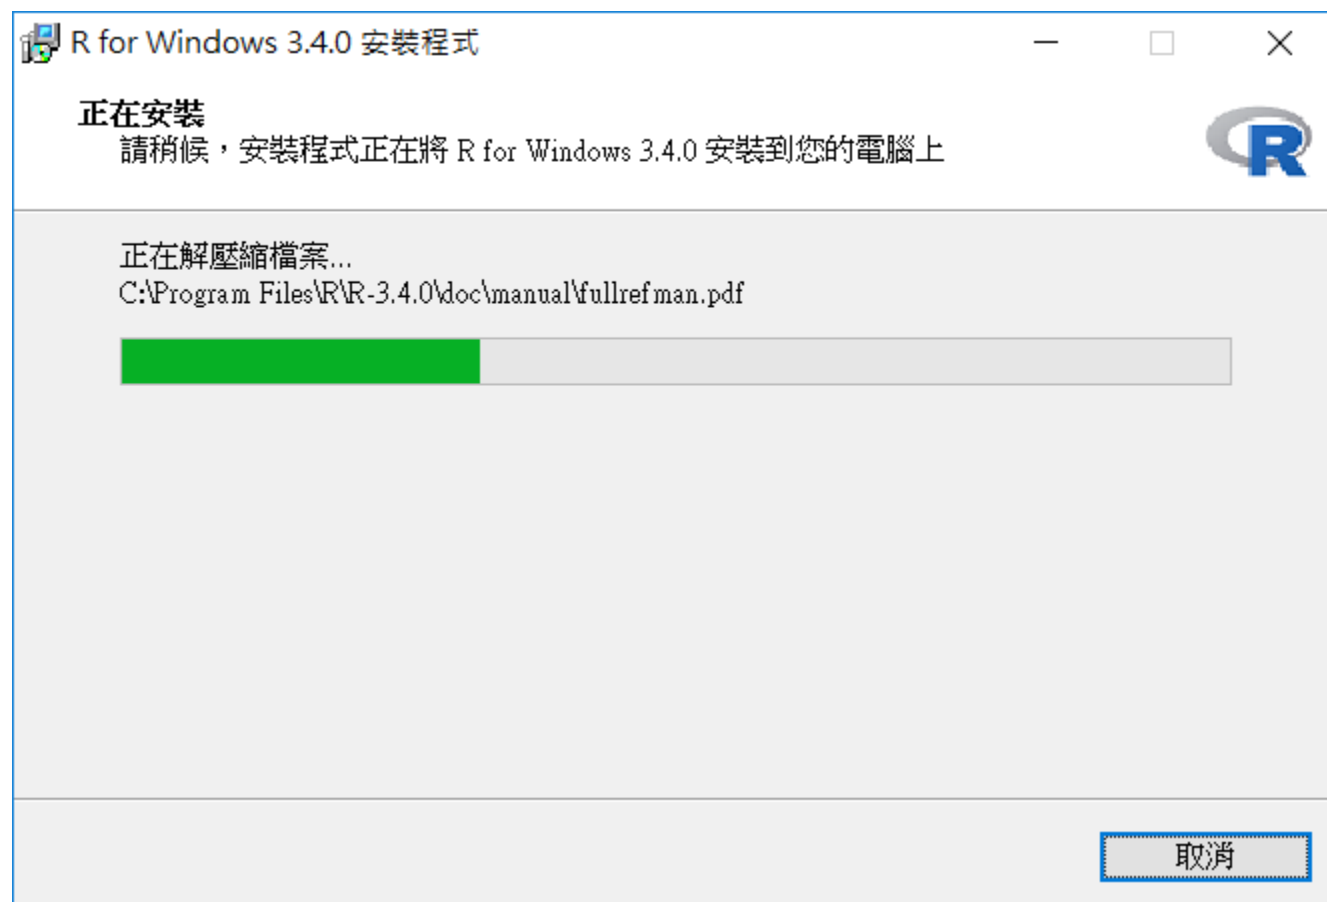 R for Windows 3.4.0 安裝程式
正在安裝
請稍候，安裝程式正在將 R for Windows 3.4.0 安裝到您的電腦上
R
正在解壓縮檔案...
C:\Program Files\R\R-3.4.0\doc\manual\fullrefman.pdf
取消